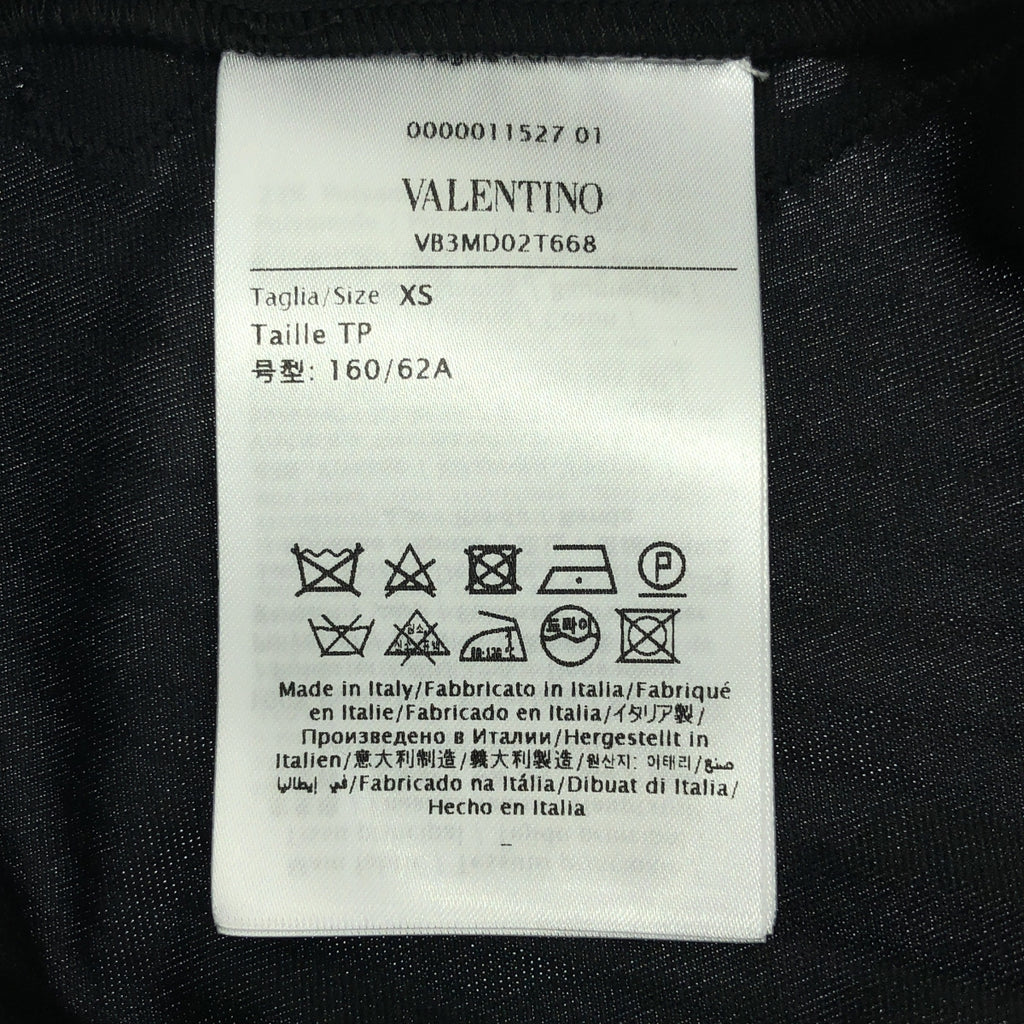 0000011527 01
VALENTINO
VB3MD02T668
Taglia/Size XS
Taille TP
号型: 160/62A
P
드라이
Made in Italy/Fabbricato in Italia/Fabriqué
en Italie/Fabricado en Italia/イタリア製/
Произведено в Италии/Hergestellt in
Italien/意大利制造/義大利製造/원산지: 이태리/صنع
في إيطاليا/Fabricado na Itália/Dibuat di Italia/
Hecho en Italia